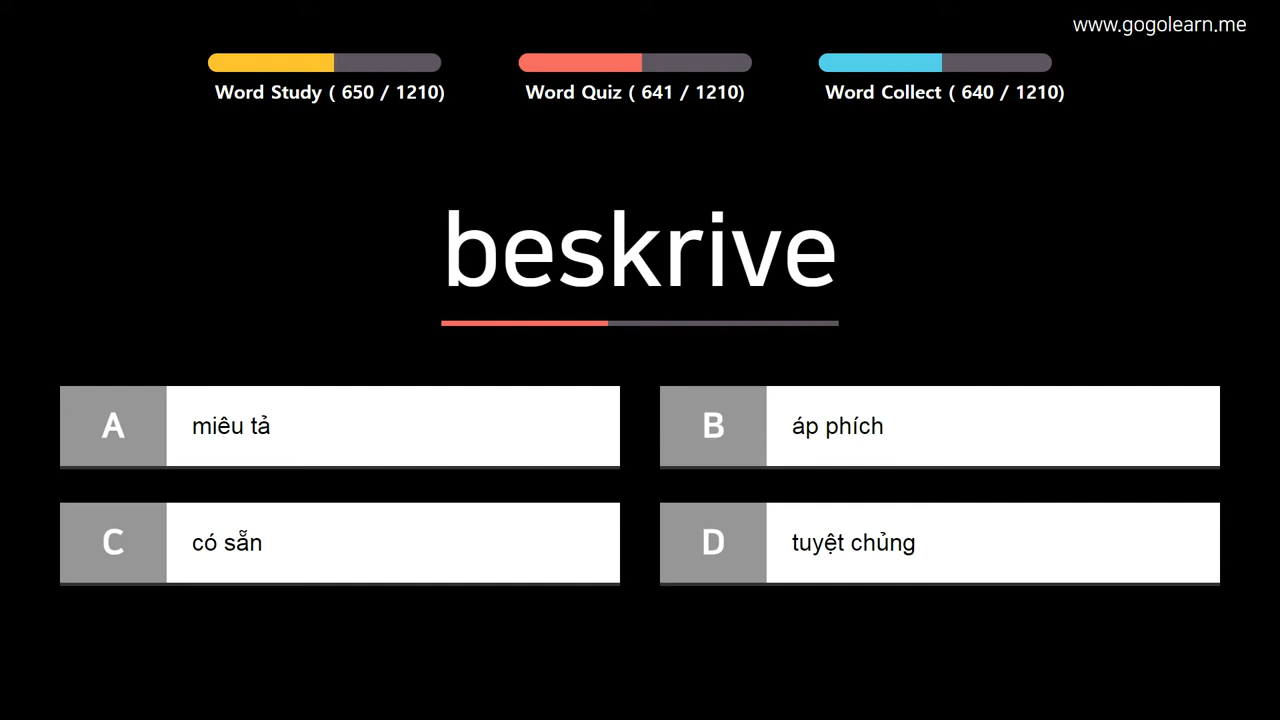 www.gogolearn.me
Word Study ( 650 / 1210)
Word Quiz ( 641 / 1210)
Word Collect ( 640 / 1210)
beskrive
A miêu tả
B áp phích
C có sẵn
D tuyệt chủng